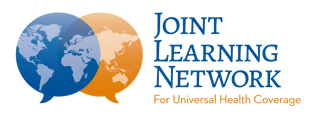 JOINT
LEARNING
NETWORK
For Universal Health Coverage